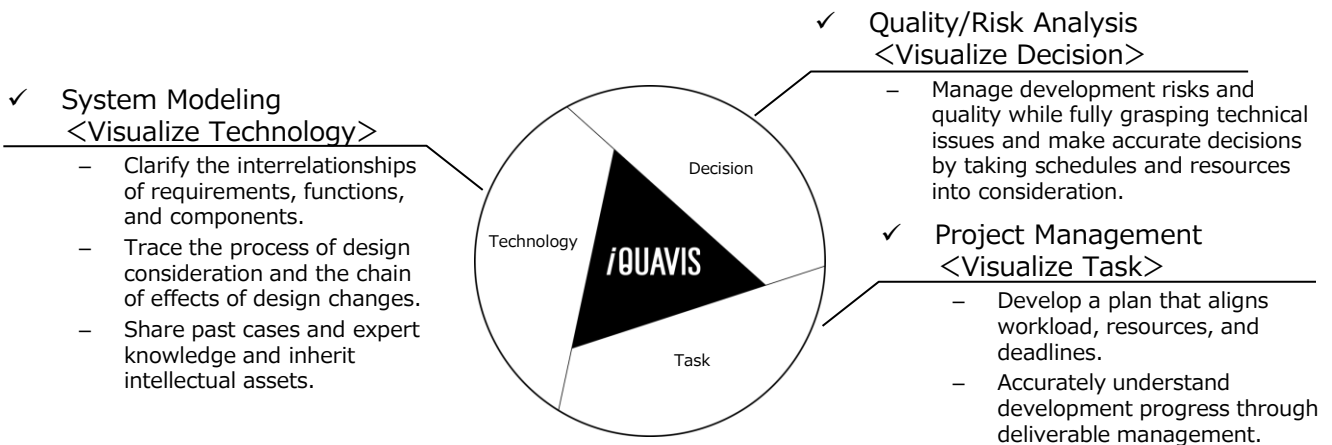 ✓ System Modeling
＜Visualize Technology＞
– Clarify the interrelationships
of requirements, functions,
and components.
– Trace the process of design
consideration and the chain
of effects of design changes.
– Share past cases and expert
knowledge and inherit
intellectual assets.
Technology
Decision
iQUAVIS
Task
✓ Quality/Risk Analysis
＜Visualize Decision＞
– Manage development risks and
quality while fully grasping technical
issues and make accurate decisions
by taking schedules and resources
into consideration.
✓ Project Management
＜Visualize Task＞
– Develop a plan that aligns
workload, resources, and
deadlines.
– Accurately understand
development progress through
deliverable management.